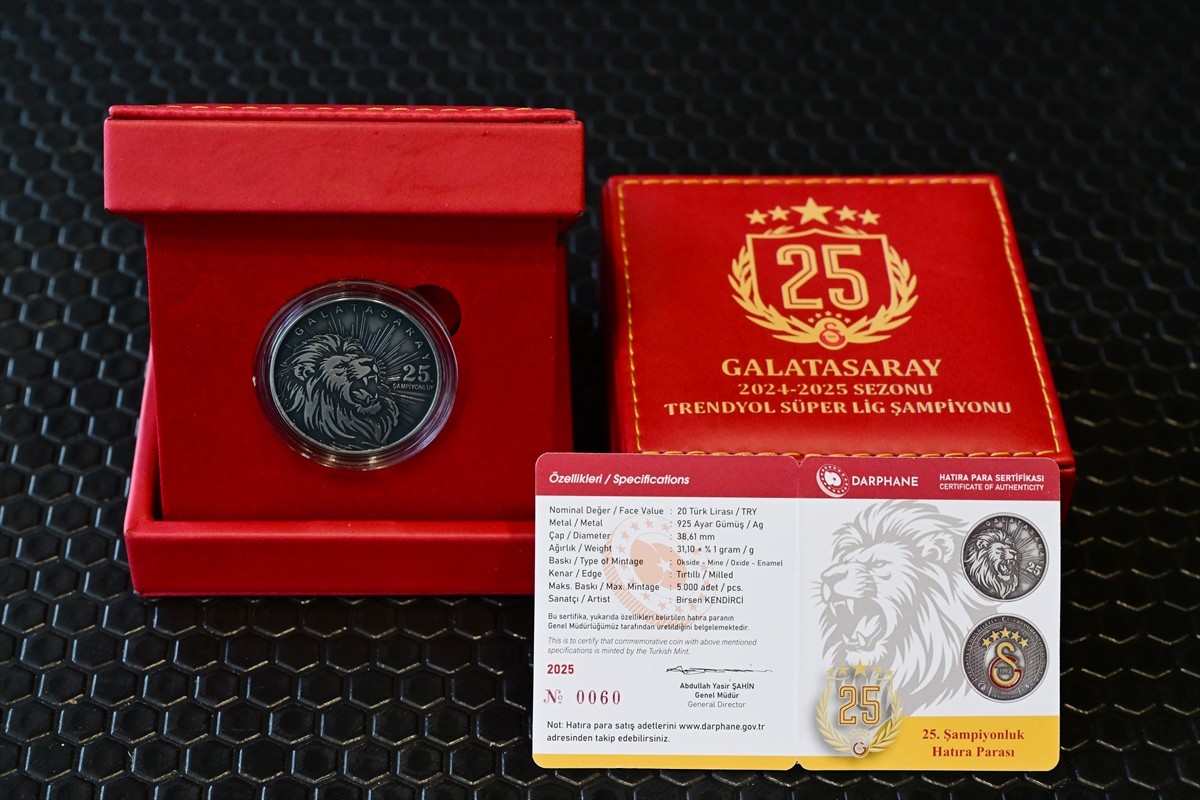 GALATASARAY
25.
ŞAMPİYONLUK
25
GALATASARAY
2024-2025 SEZONU
TRENDYOL SÜPER LİG ŞAMPİYONU
Özellikleri / Specifications
Nominal Değer / Face Value : 20 Türk Lirası / TRY
Metal / Metal : 925 Ayar Gümüş / Ag
Çap / Diameter : 38,61 mm
Ağırlık / Weight : 31,10 ± % 1 gram / g
Baskı / Type of Mintage : Okside - Mine / Oxide - Enamel
Kenar / Edge : Tırtıllı / Milled
Maks. Baskı / Max. Mintage : 5.000 adet / pcs.
Sanatçı / Artist : Birsen KENDİRCİ
Bu sertifika, yukarıda özellikleri belirtilen hatıra paranın
Genel Müdürlüğümüz tarafından üretildiğini belgelemektedir.
This is to certify that commemorative coin with above mentioned
specifications is minted by the Turkish Mint.
2025
№ 0060
Abdullah Yasir ŞAHİN
Genel Müdür
General Director
Not: Hatıra para satış adetlerini www.darphane.gov.tr
adresinden takip edebilirsiniz.
DARPHANE
HATIRA PARA SERTİFİKASI
CERTIFICATE OF AUTHENTICITY
GALATASARAY
25
25
25. Şampiyonluk
Hatıra Parası